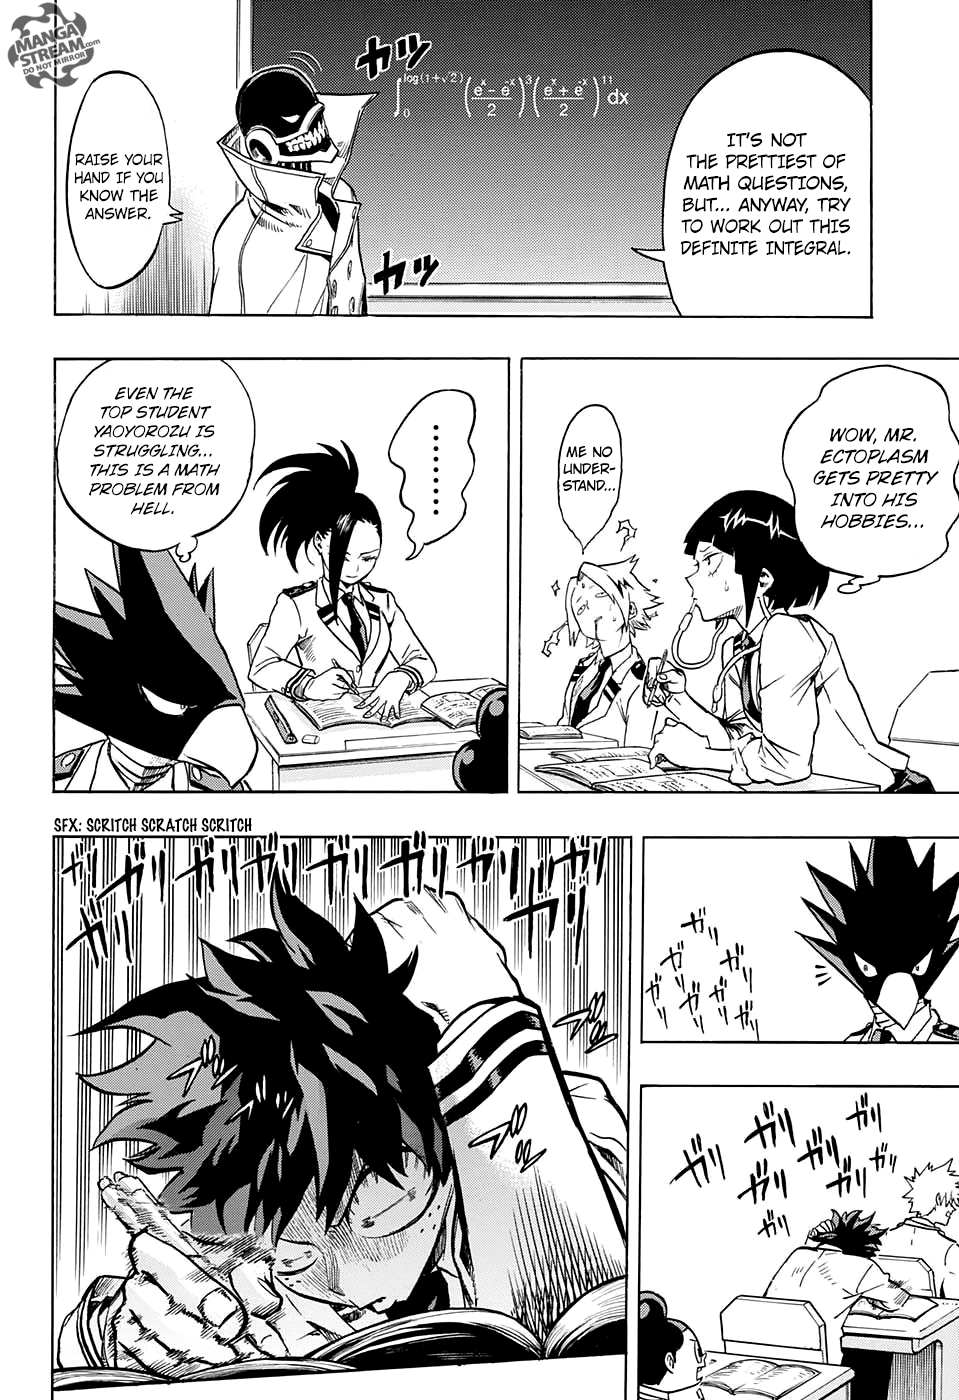 MANGA
STREAM.com
DO NOT MIRROR
IT'S NOT
THE PRETTIEST OF
MATH QUESTIONS,
BUT... ANYWAY, TRY
TO WORK OUT THIS
DEFINITE INTEGRAL.
カッ
∫₀^log(1+√2) ((e^x − e^-x)/2)^3 ((e^x + e^-x)/2)^11 dx
カッ
RAISE YOUR
HAND IF YOU
KNOW THE
ANSWER.
WOW, MR.
ECTOPLASM
GETS PRETTY
INTO HIS
HOBBIES...
ME NO
UNDER-
STAND...
.........
EVEN THE
TOP STUDENT
YAOYOROZU IS
STRUGGLING...
THIS IS A MATH
PROBLEM FROM
HELL.
ガリ ガリ ガリ ガリ ガリ ガリ
ガリ ガリ ガリ ガリ ガリ ガリ
SFX: SCRITCH SCRATCH SCRITCH
ガリ ガリ ガリ ガリ ガリ ガリ ガリ ガリ ガリ